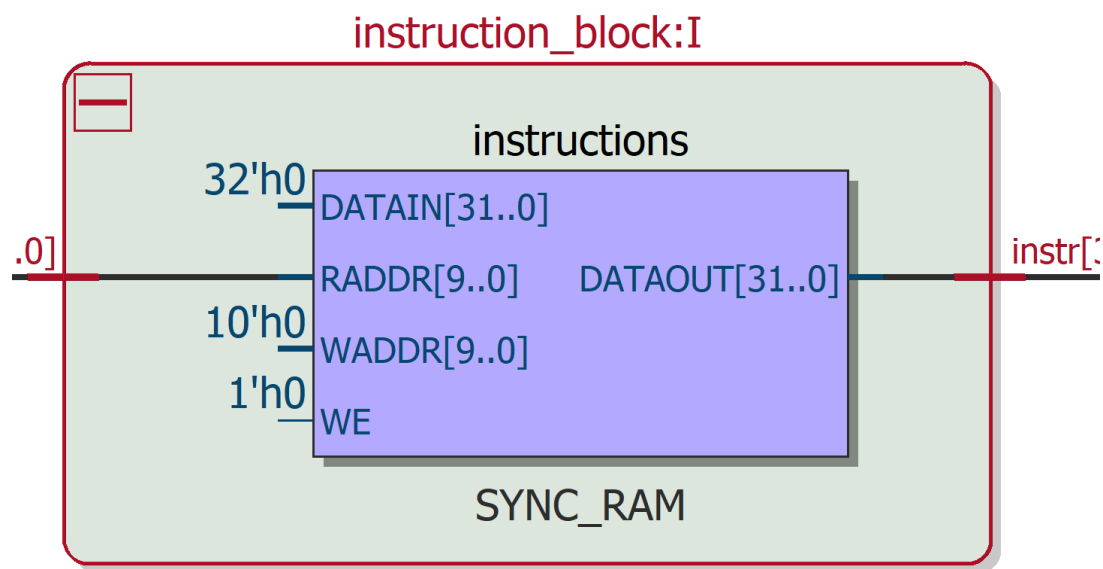 instruction_block:I
instructions
32'h0
DATAIN[31..0]
.0]
RADDR[9..0]
DATAOUT[31..0]
instr[3
10'h0
WADDR[9..0]
1'h0
WE
SYNC_RAM